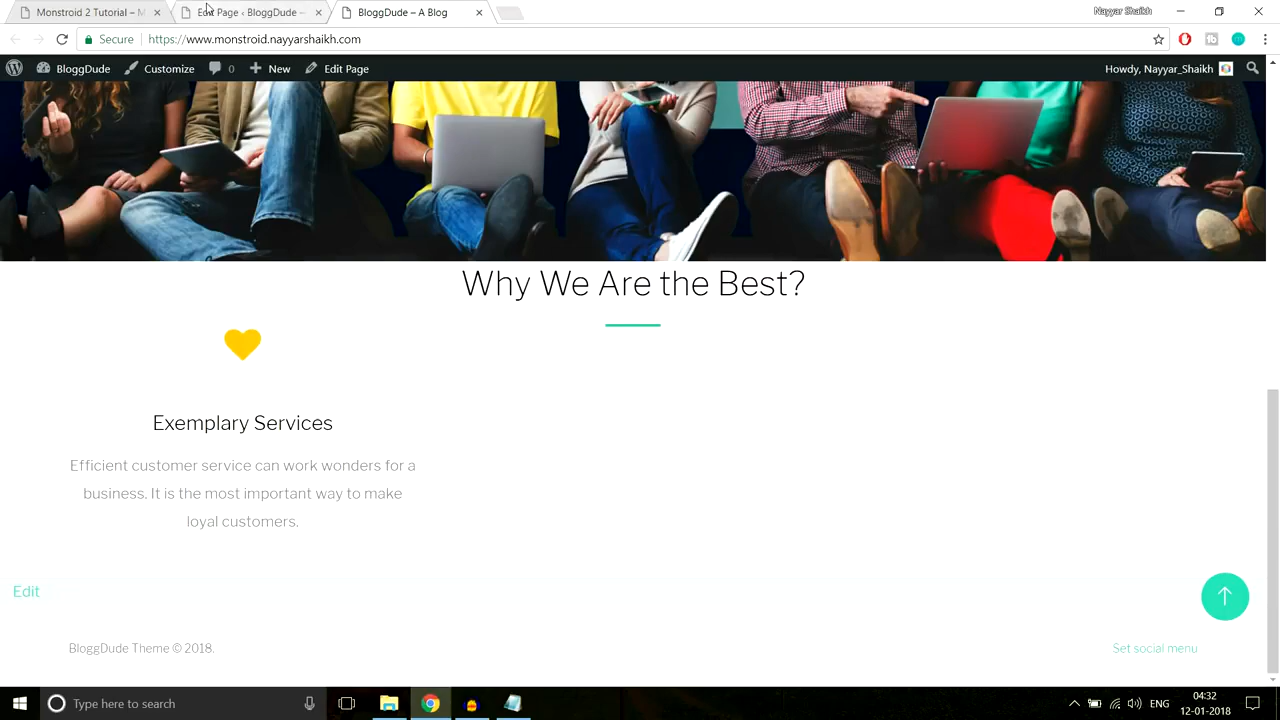 Monstroid 2 Tutorial – M
Edit Page ‹ BloggDude —
BloggDude – A Blog
Nayyar Shaikh
Secure
https://www.monstroid.nayyarshaikh.com
BloggDude
Customize
0
New
Edit Page
Howdy, Nayyar_Shaikh
Why We Are the Best?
Exemplary Services
Efficient customer service can work wonders for a
business. It is the most important way to make
loyal customers.
Edit
BloggDude Theme © 2018.
Set social menu
Type here to search
ENG
04:32
12-01-2018